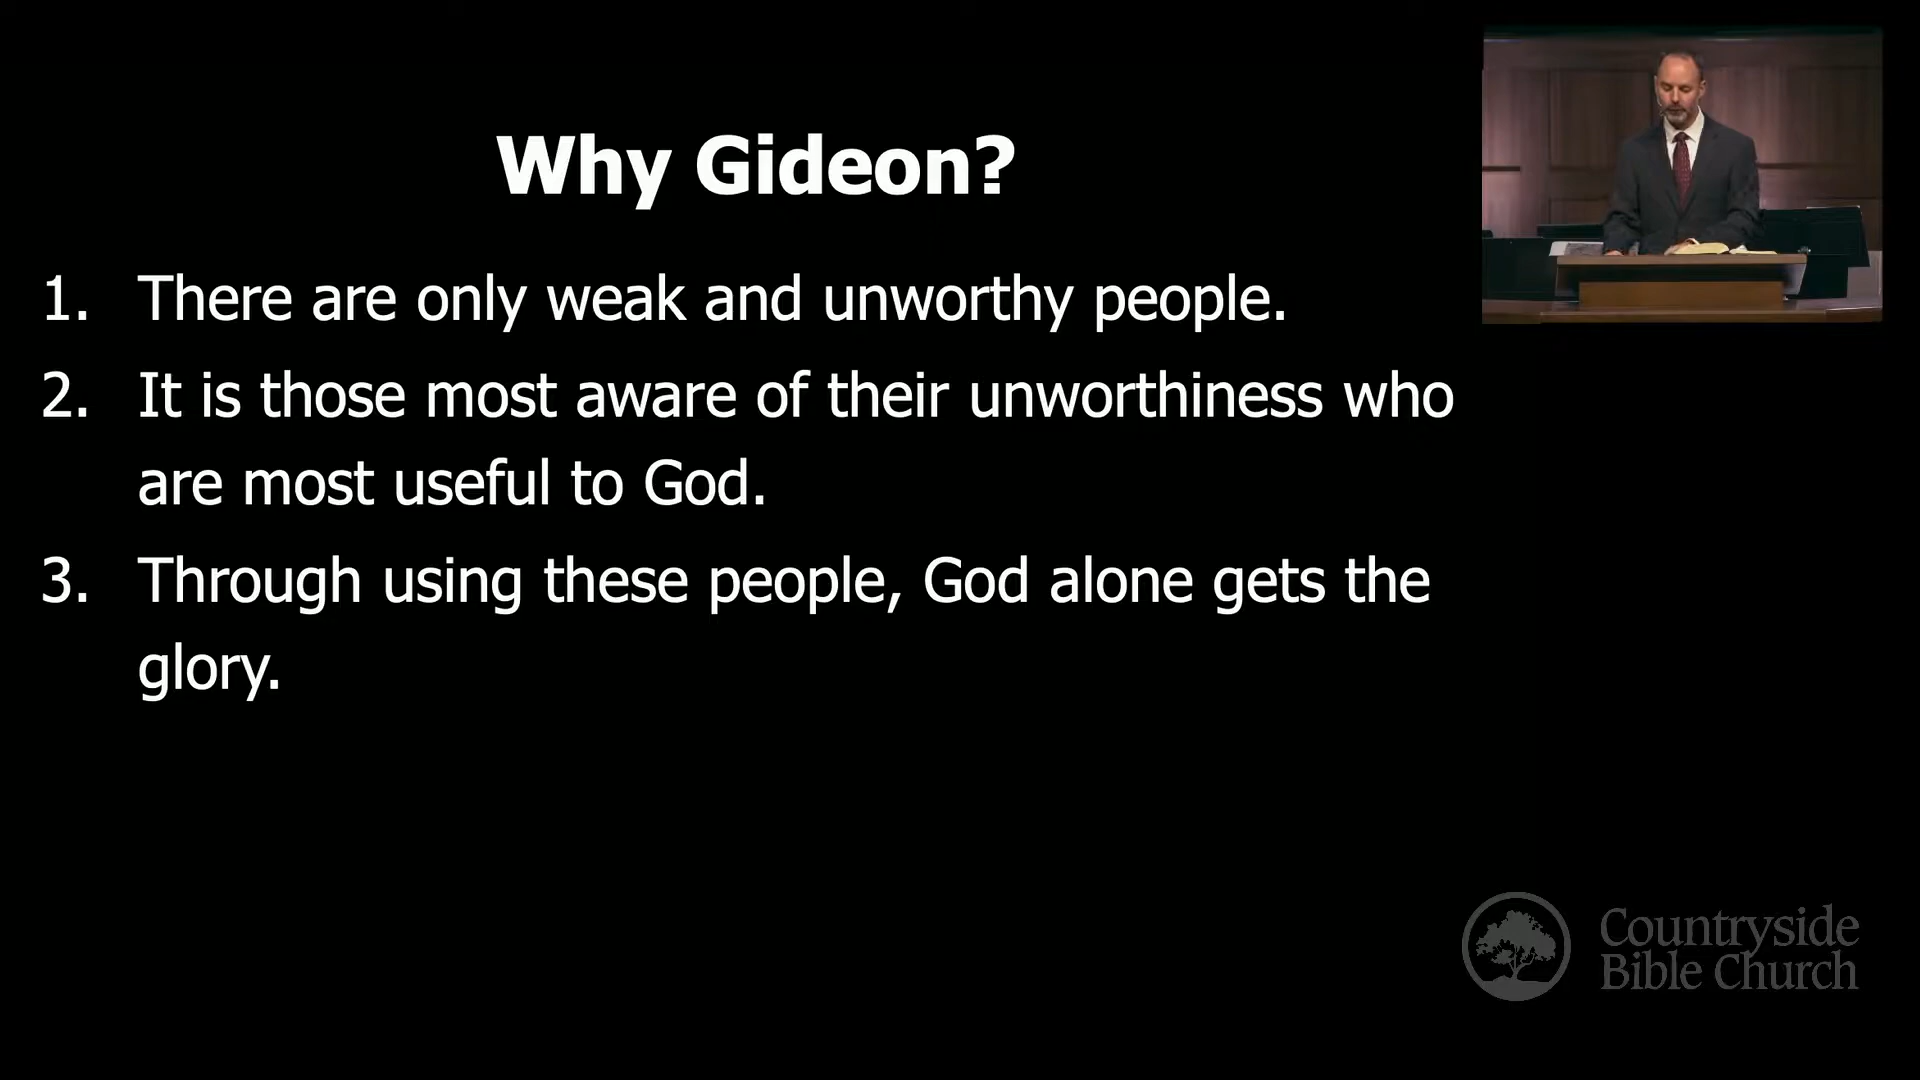 Why Gideon?
1. There are only weak and unworthy people.
2. It is those most aware of their unworthiness who
are most useful to God.
3. Through using these people, God alone gets the
glory.
Countryside
Bible Church